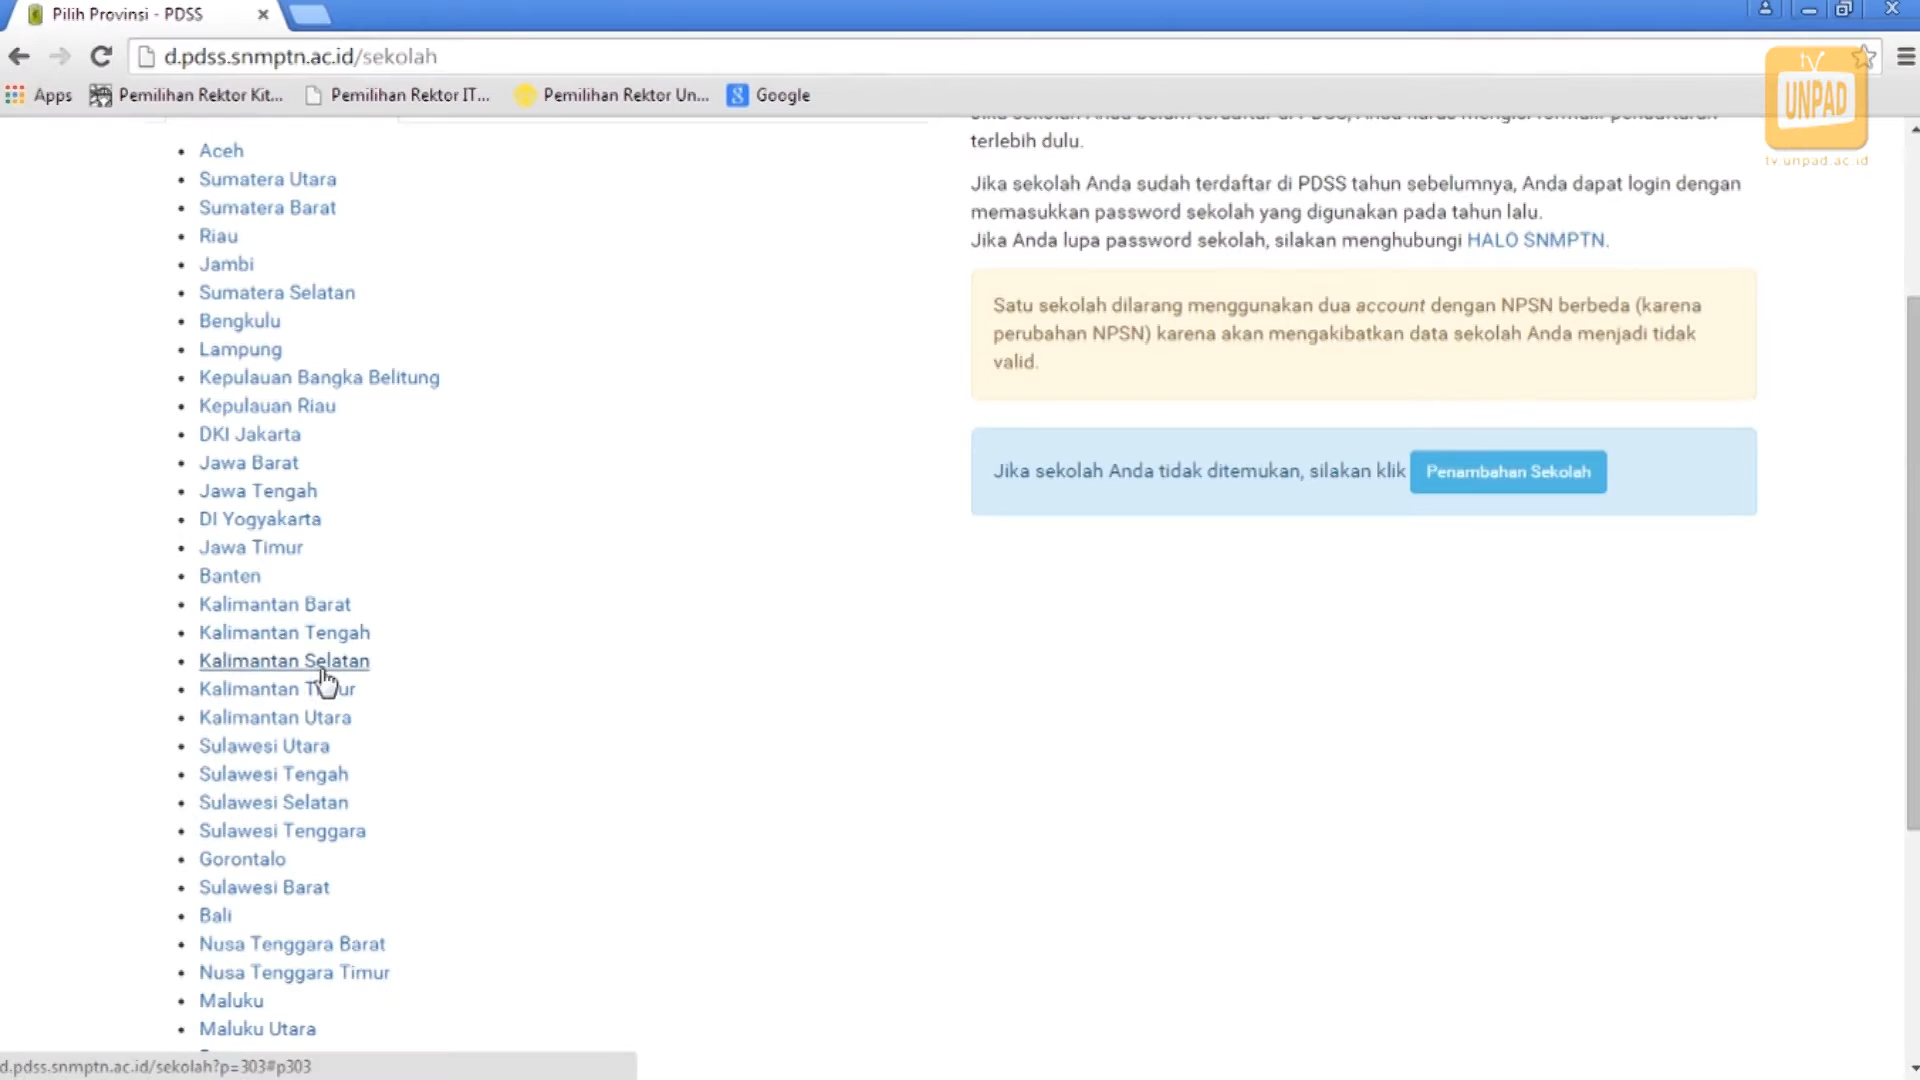 Pilih Provinsi - PDSS
d.pdss.snmptn.ac.id/sekolah
Apps Pemilihan Rektor Kit... Pemilihan Rektor IT... Pemilihan Rektor Un... Google
tv
UNPAD
tv.unpad.ac.id
Aceh
Sumatera Utara
Sumatera Barat
Riau
Jambi
Sumatera Selatan
Bengkulu
Lampung
Kepulauan Bangka Belitung
Kepulauan Riau
DKI Jakarta
Jawa Barat
Jawa Tengah
DI Yogyakarta
Jawa Timur
Banten
Kalimantan Barat
Kalimantan Tengah
Kalimantan Selatan
Kalimantan
Kalimantan Utara
Sulawesi Utara
Sulawesi Tengah
Sulawesi Selatan
Sulawesi Tenggara
Gorontalo
Sulawesi Barat
Bali
Nusa Tenggara Barat
Nusa Tenggara Timur
Maluku
Maluku Utara
terlebih dulu.
Jika sekolah Anda sudah terdaftar di PDSS tahun sebelumnya, Anda dapat login dengan
memasukkan password sekolah yang digunakan pada tahun lalu.
Jika Anda lupa password sekolah, silakan menghubungi HALO SNMPTN.
Satu sekolah dilarang menggunakan dua account dengan NPSN berbeda (karena
perubahan NPSN) karena akan mengakibatkan data sekolah Anda menjadi tidak
valid.
Jika sekolah Anda tidak ditemukan, silakan klik Penambahan Sekolah
d.pdss.snmptn.ac.id/sekolah?p=303#p303